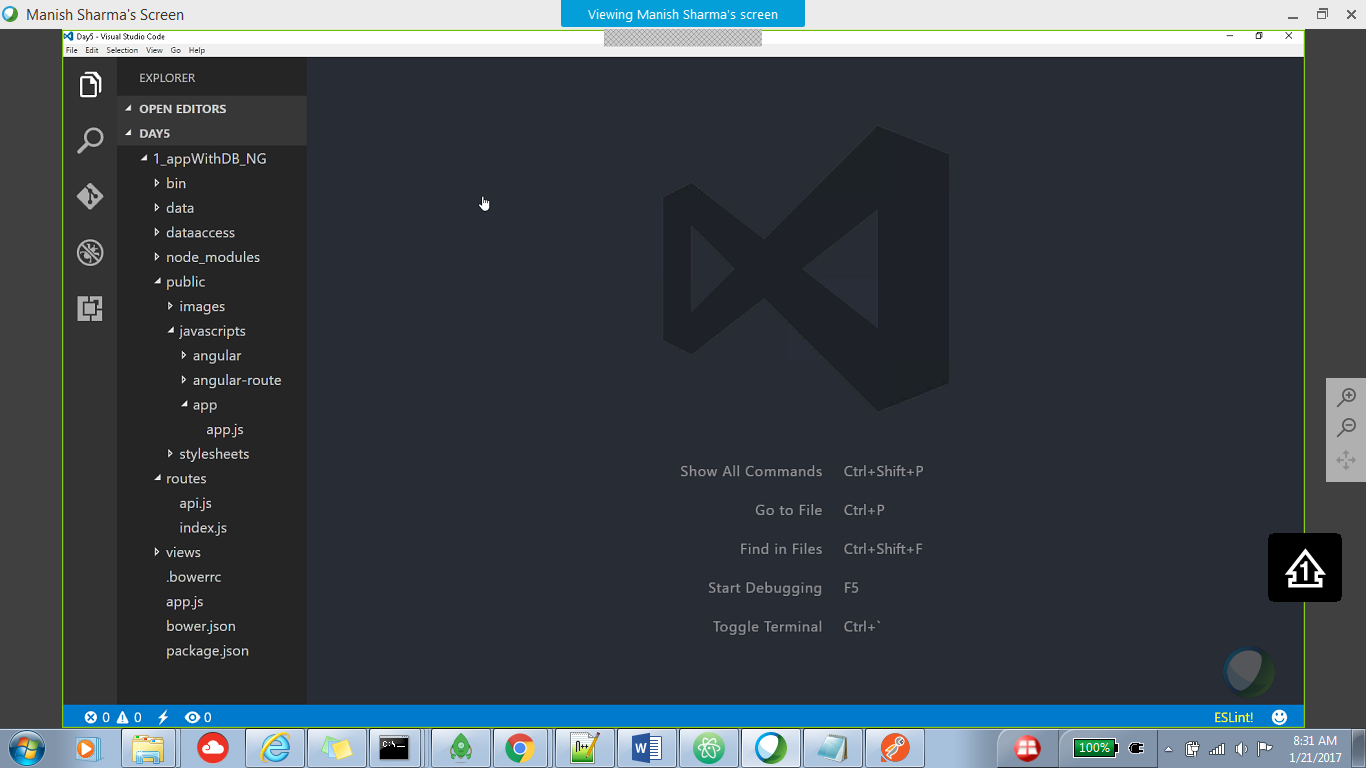 Manish Sharma's Screen
Viewing Manish Sharma's screen
Day5 - Visual Studio Code
File Edit Selection View Go Help
EXPLORER
OPEN EDITORS
DAY5
1_appWithDB_NG
bin
data
dataaccess
node_modules
public
images
javascripts
angular
angular-route
app
app.js
stylesheets
routes
api.js
index.js
views
.bowerrc
app.js
bower.json
package.json
Show All Commands Ctrl+Shift+P
Go to File Ctrl+P
Find in Files Ctrl+Shift+F
Start Debugging F5
Toggle Terminal Ctrl+`
1
0 0 0
ESLint!
C:\_
N++
W
100%
8:31 AM
1/21/2017